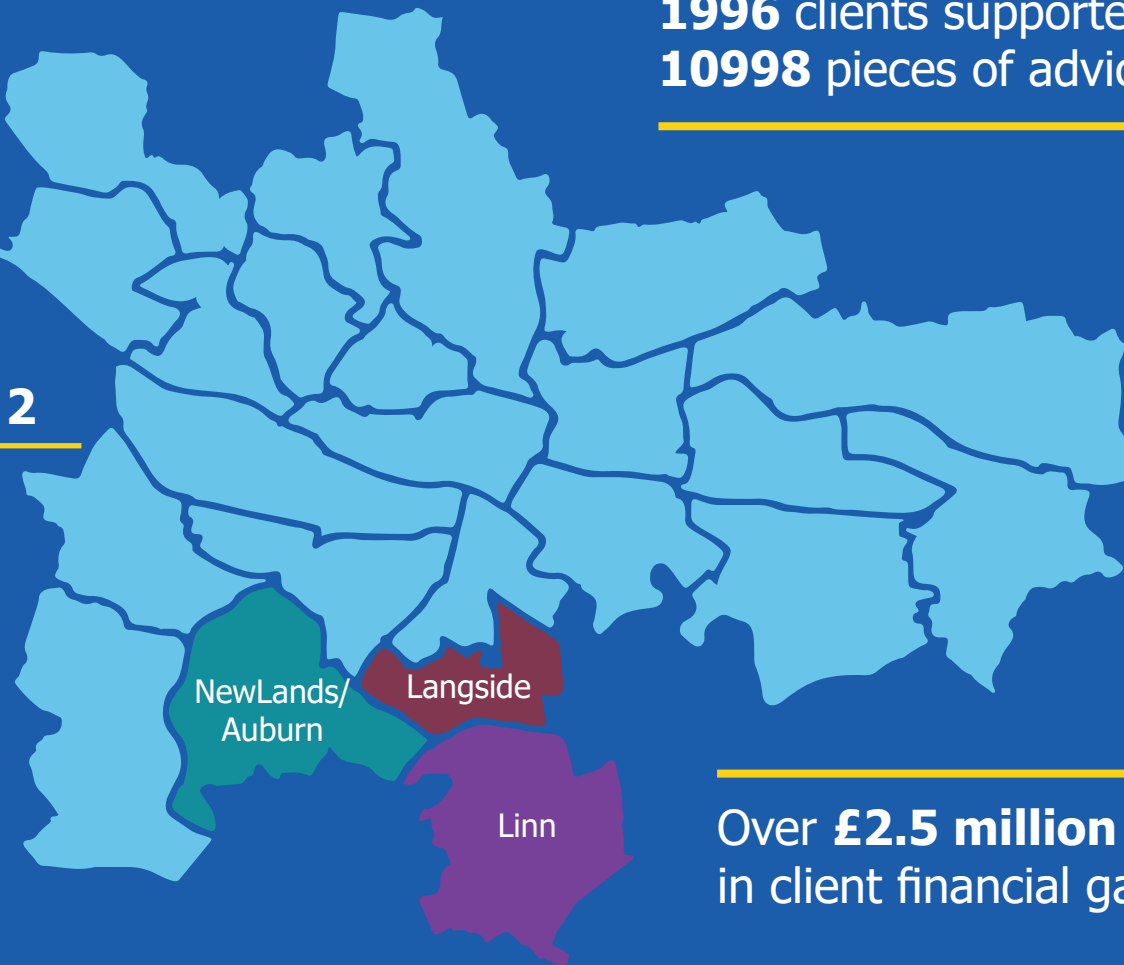 1996 clients supporte
10998 pieces of advic
2
NewLands/
Auburn
Langside
Linn
Over £2.5 million
in client financial ga